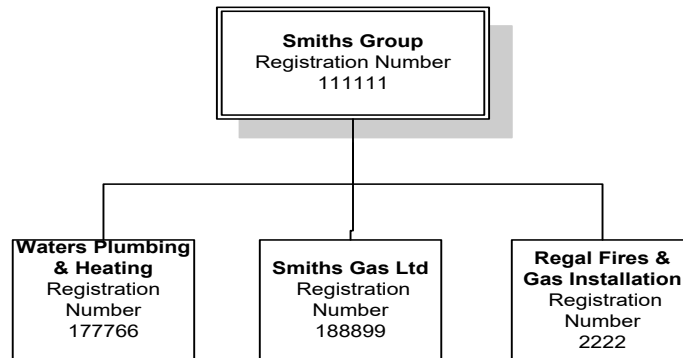 Smiths Group
Registration Number
111111
Waters Plumbing
& Heating
Registration
Number
177766
Smiths Gas Ltd
Registration
Number
188899
Regal Fires &
Gas Installation
Registration
Number
2222